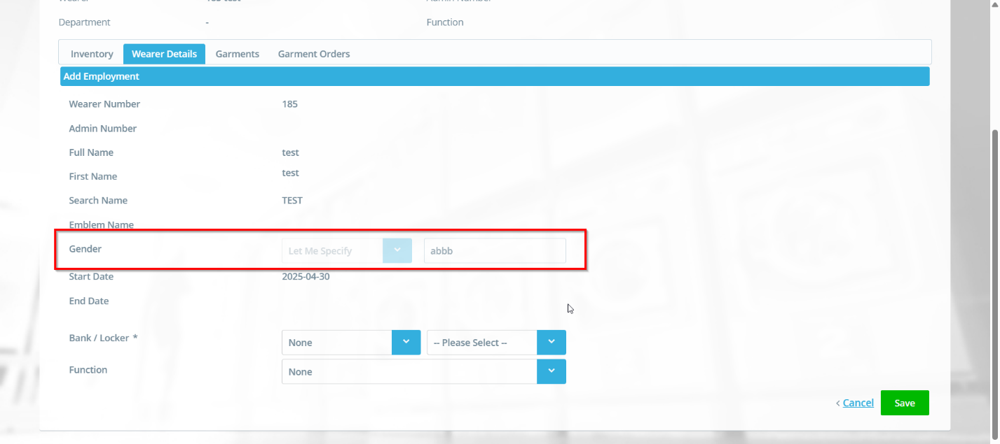 Department -
Function
Inventory Wearer Details Garments Garment Orders
Add Employment
Wearer Number 185
Admin Number
Full Name test
First Name test
Search Name TEST
Emblem Name
Gender Let Me Specify abbb
Start Date 2025-04-30
End Date
Bank / Locker * None -- Please Select --
Function None
< Cancel Save